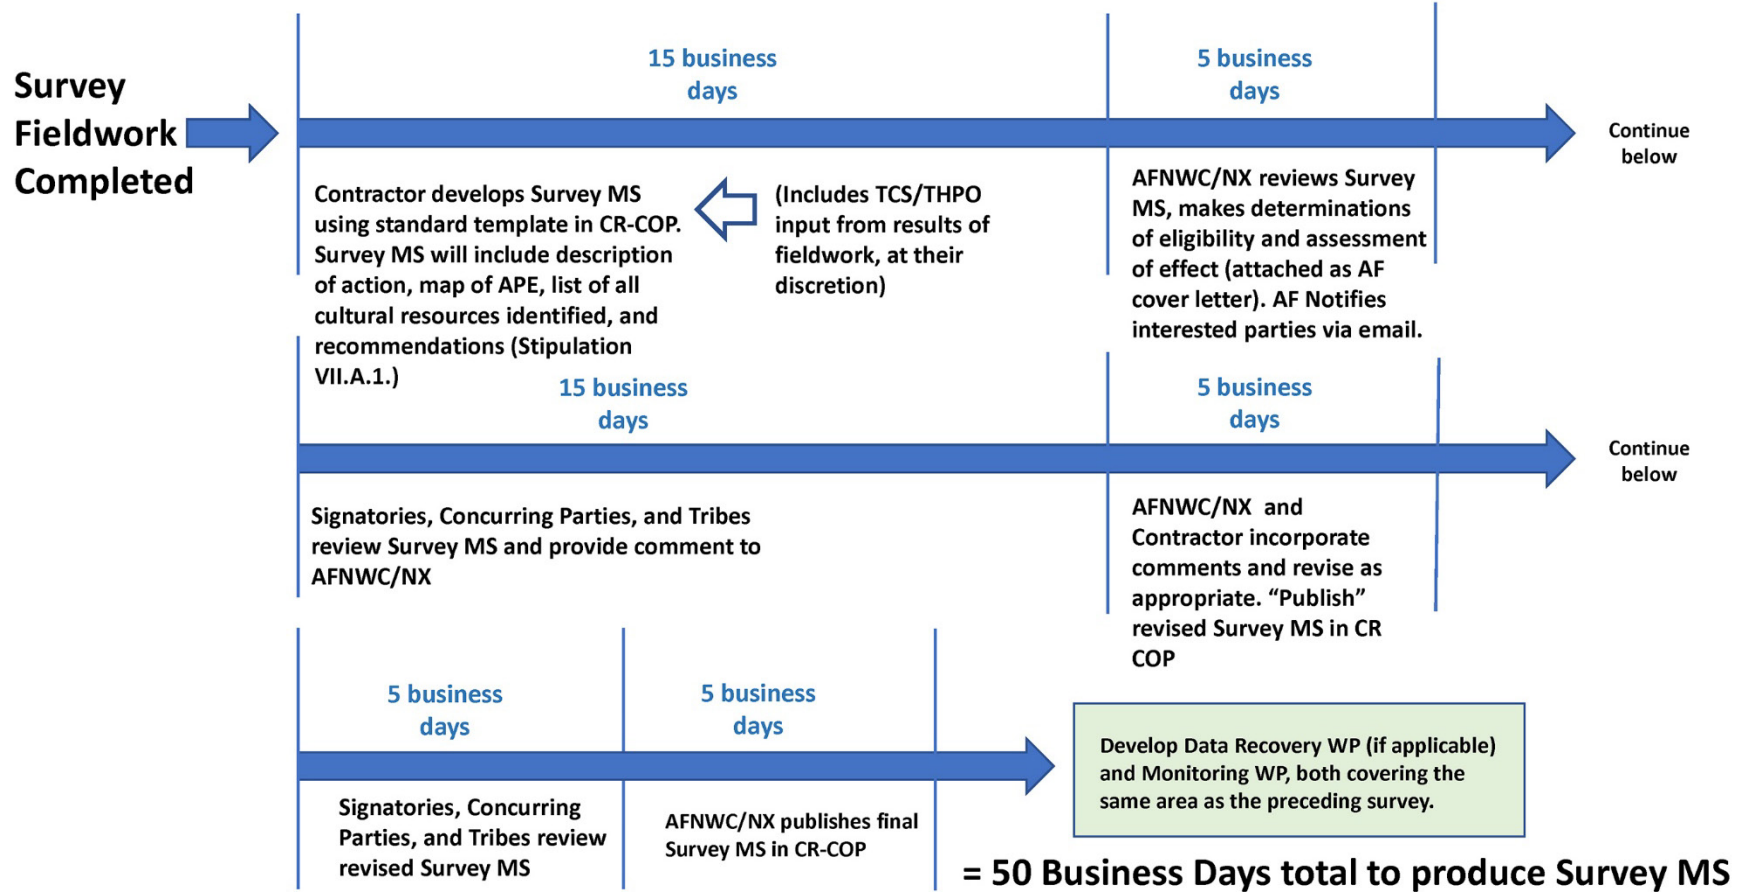 Survey
Fieldwork
Completed
15 business
days
5 business
days
Continue
below
Contractor develops Survey MS
using standard template in CR-COP.
Survey MS will include description
of action, map of APE, list of all
cultural resources identified, and
recommendations (Stipulation
VII.A.1.)
(Includes TCS/THPO
input from results of
fieldwork, at their
discretion)
AFNWC/NX reviews Survey
MS, makes determinations
of eligibility and assessment
of effect (attached as AF
cover letter). AF Notifies
interested parties via email.
15 business
days
5 business
days
Continue
below
Signatories, Concurring Parties, and Tribes
review Survey MS and provide comment to
AFNWC/NX
AFNWC/NX and
Contractor incorporate
comments and revise as
appropriate. “Publish”
revised Survey MS in CR
COP
5 business
days
5 business
days
Signatories, Concurring
Parties, and Tribes review
revised Survey MS
AFNWC/NX publishes final
Survey MS in CR-COP
Develop Data Recovery WP (if applicable)
and Monitoring WP, both covering the
same area as the preceding survey.
= 50 Business Days total to produce Survey MS